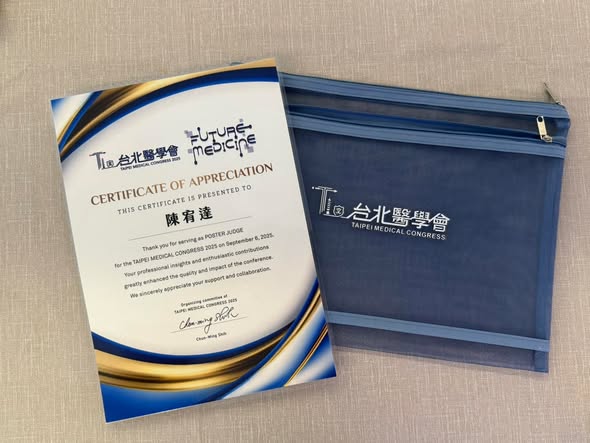 台北醫學會
TAIPEI MEDICAL CONGRESS 2025
FUTURE
MEDICINE
CERTIFICATE OF APPRECIATION
THIS CERTIFICATE IS PRESENTED TO
陳宥達
Thank you for serving as POSTER JUDGE
for the TAIPEI MEDICAL CONGRESS 2025 on September 6, 2025.
Your professional insights and enthusiastic contributions
greatly enhanced the quality and impact of the conference.
We sincerely appreciate your support and collaboration.
Organizing committee of
TAIPEI MEDICAL CONGRESS 2025
Chun-Ming Shih
Chun-Ming Shih
台北醫學會
TAIPEI MEDICAL CONGRESS